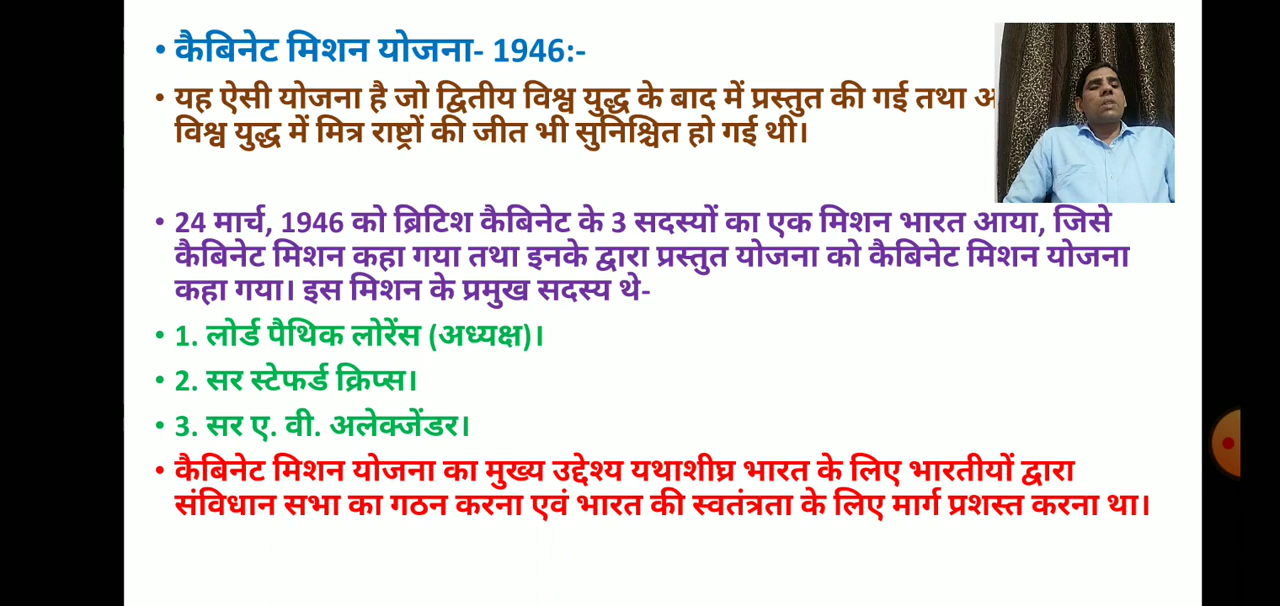 • कैबिनेट मिशन योजना- 1946:-
• यह ऐसी योजना है जो द्वितीय विश्व युद्ध के बाद में प्रस्तुत की गई तथा
विश्व युद्ध में मित्र राष्ट्रों की जीत भी सुनिश्चित हो गई थी।
• 24 मार्च, 1946 को ब्रिटिश कैबिनेट के 3 सदस्यों का एक मिशन भारत आया, जिसे
कैबिनेट मिशन कहा गया तथा इनके द्वारा प्रस्तुत योजना को कैबिनेट मिशन योजना
कहा गया। इस मिशन के प्रमुख सदस्य थे-
• 1. लोर्ड पैथिक लोरेंस (अध्यक्ष)।
• 2. सर स्टेफर्ड क्रिप्स।
• 3. सर ए. वी. अलेक्जेंडर।
• कैबिनेट मिशन योजना का मुख्य उद्देश्य यथाशीघ्र भारत के लिए भारतीयों द्वारा
संविधान सभा का गठन करना एवं भारत की स्वतंत्रता के लिए मार्ग प्रशस्त करना था।